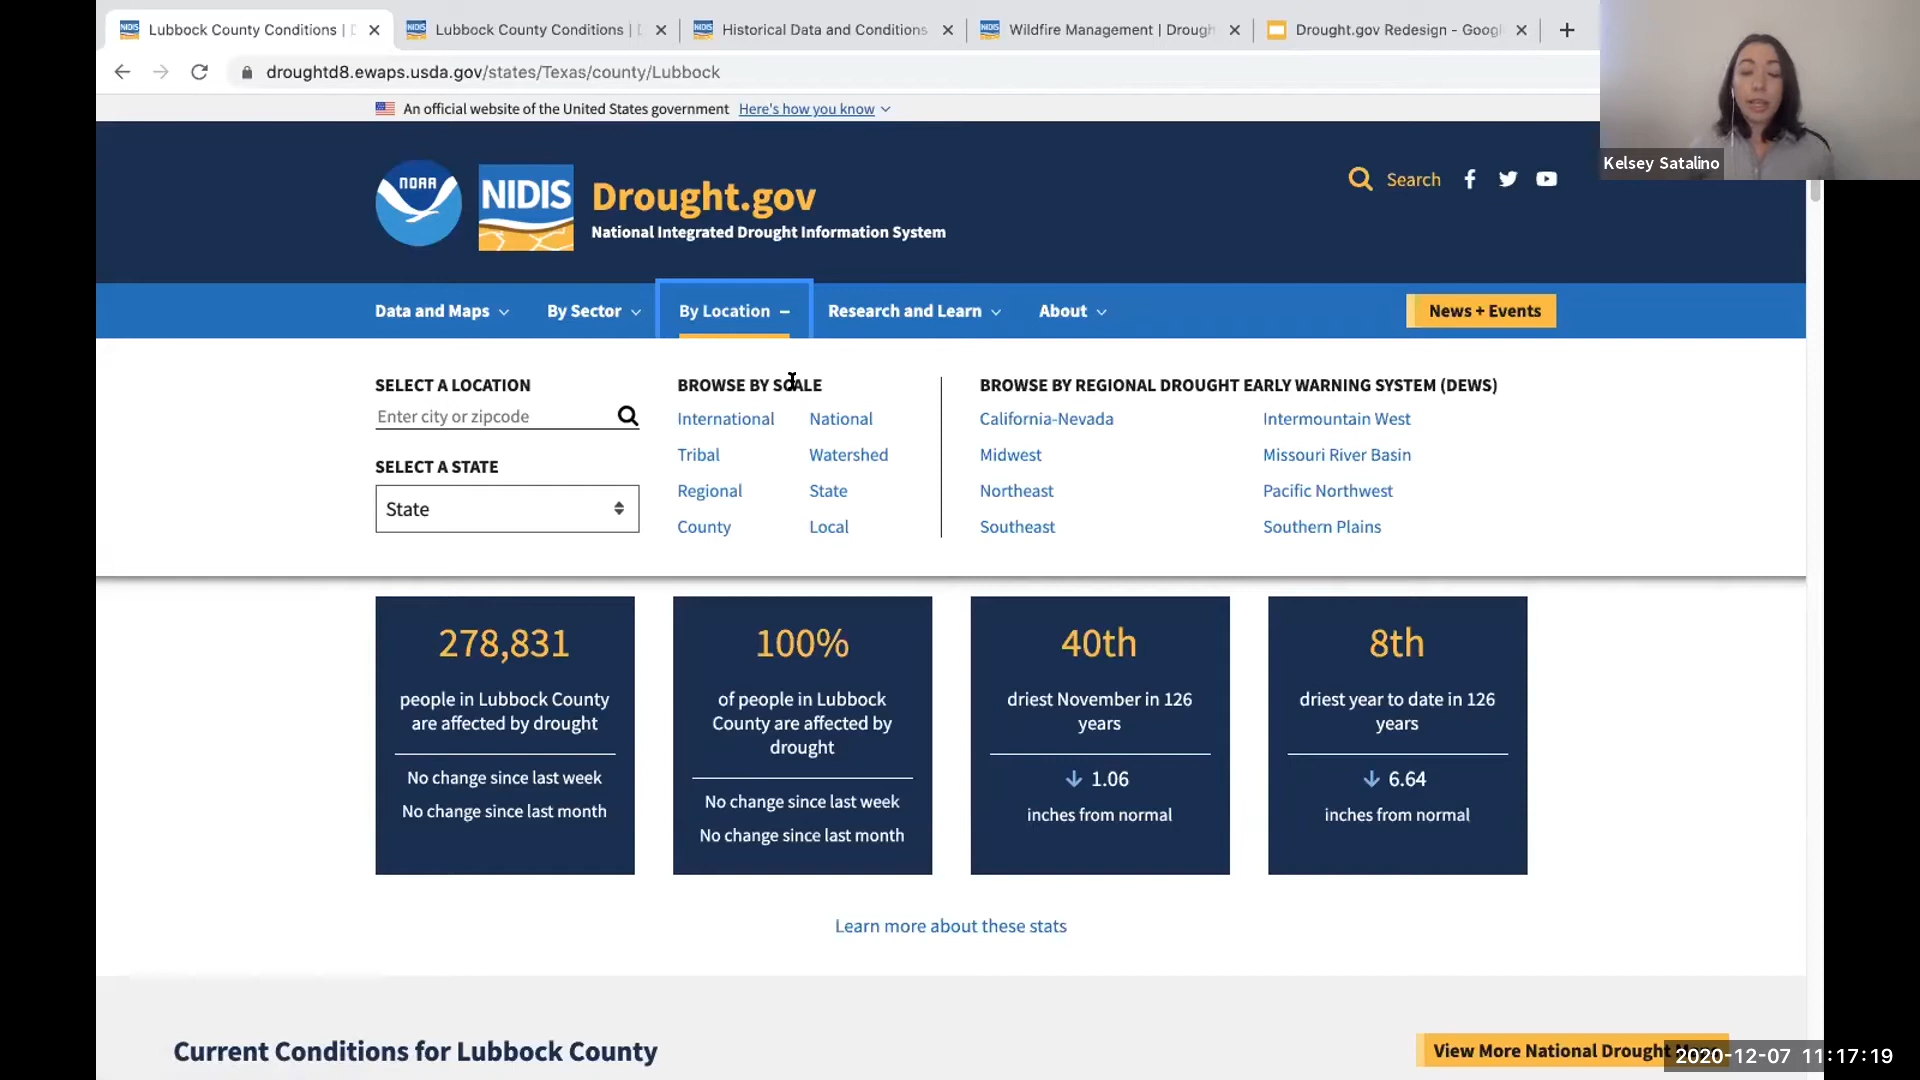 Lubbock County Conditions |
Lubbock County Conditions |
Historical Data and Conditions
Wildfire Management | Drough
Drought.gov Redesign - Googl
droughtd8.ewaps.usda.gov/states/Texas/county/Lubbock
An official website of the United States government Here's how you know
Kelsey Satalino
NOAA
NIDIS
Drought.gov
National Integrated Drought Information System
Search
Data and Maps
By Sector
By Location
Research and Learn
About
News + Events
SELECT A LOCATION
Enter city or zipcode
SELECT A STATE
State
BROWSE BY SCALE
International National
Tribal Watershed
Regional State
County Local
BROWSE BY REGIONAL DROUGHT EARLY WARNING SYSTEM (DEWS)
California-Nevada Intermountain West
Midwest Missouri River Basin
Northeast Pacific Northwest
Southeast Southern Plains
278,831
people in Lubbock County
are affected by drought
No change since last week
No change since last month
100%
of people in Lubbock
County are affected by
drought
No change since last week
No change since last month
40th
driest November in 126
years
↓ 1.06
inches from normal
8th
driest year to date in 126
years
↓ 6.64
inches from normal
Learn more about these stats
Current Conditions for Lubbock County
View More National Drought
2020-12-07 11:17:19